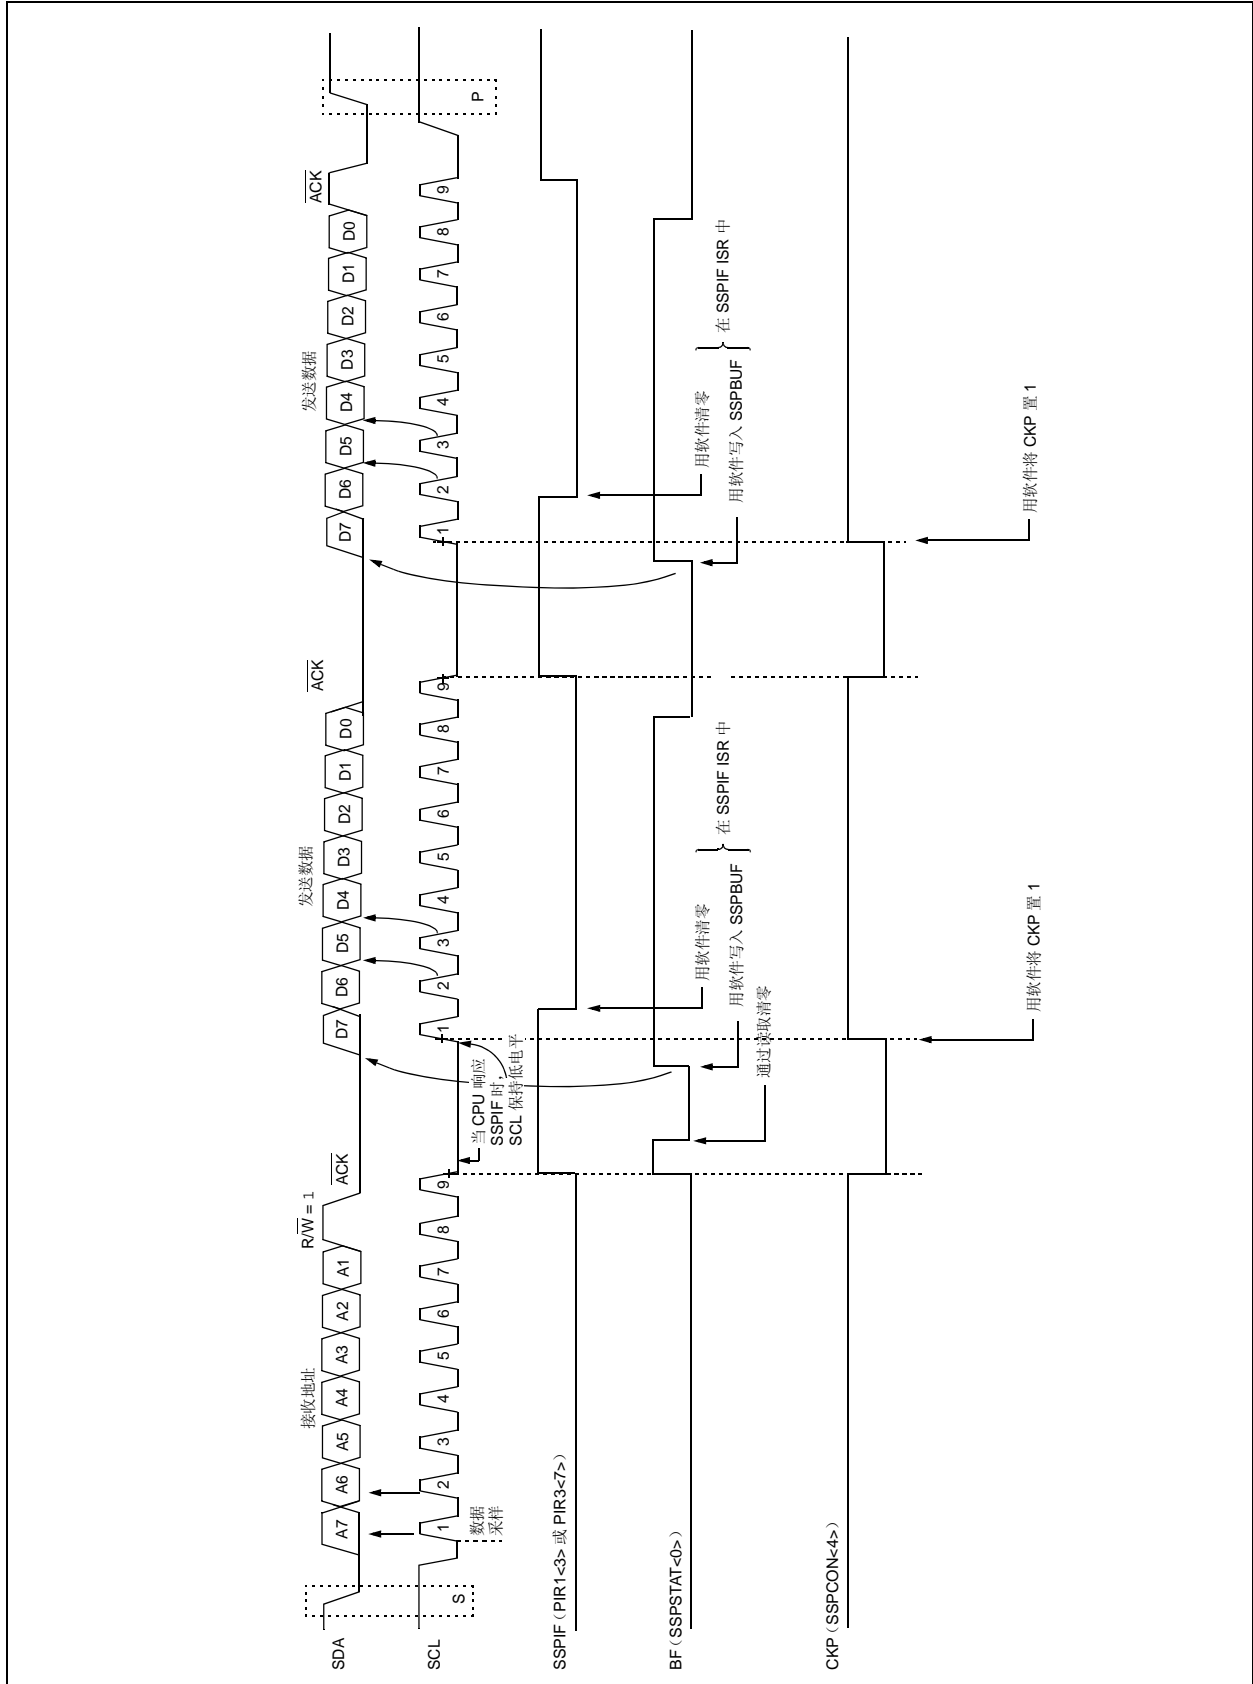 接收地址
R/W = 1
ACK
发送数据
ACK
发送数据
ACK
SDA
A7 A6 A5 A4 A3 A2 A1
D7 D6 D5 D4 D3 D2 D1 D0
D7 D6 D5 D4 D3 D2 D1 D0
SCL
1 2 3 4 5 6 7 8 9
1 2 3 4 5 6 7 8 9
1 2 3 4 5 6 7 8 9
S
P
数据
采样
当 CPU 响应
SSPIF 时，
SCL 保持低电平
SSPIF（PIR1<3> 或 PIR3<7>）
BF（SSPSTAT<0>）
用软件清零
用软件写入 SSPBUF
在 SSPIF ISR 中
通过读取清零
用软件清零
用软件写入 SSPBUF
在 SSPIF ISR 中
CKP（SSPCON<4>）
用软件将 CKP 置 1
用软件将 CKP 置 1